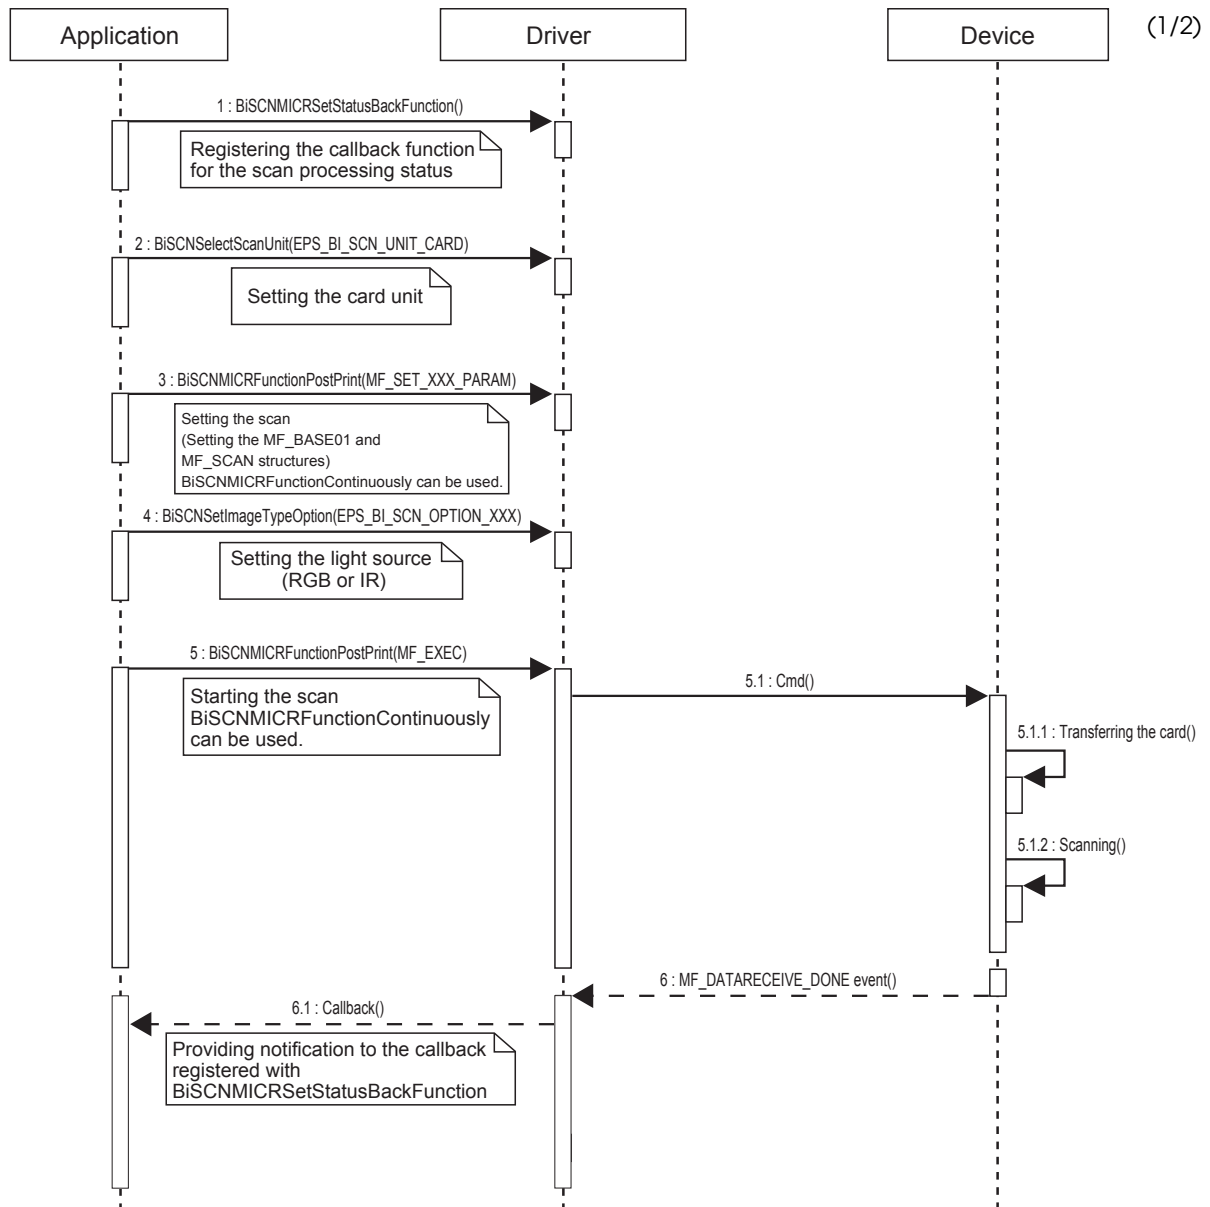 Application
Driver
Device
(1/2)
1 : BiSCNMICRSetStatusBackFunction()
Registering the callback function
for the scan processing status
2 : BiSCNSelectScanUnit(EPS_BI_SCN_UNIT_CARD)
Setting the card unit
3 : BiSCNMICRFunctionPostPrint(MF_SET_XXX_PARAM)
Setting the scan
(Setting the MF_BASE01 and
MF_SCAN structures)
BiSCNMICRFunctionContinuously can be used.
4 : BiSCNSetImageTypeOption(EPS_BI_SCN_OPTION_XXX)
Setting the light source
(RGB or IR)
5 : BiSCNMICRFunctionPostPrint(MF_EXEC)
Starting the scan
BiSCNMICRFunctionContinuously
can be used.
5.1 : Cmd()
5.1.1 : Transferring the card()
5.1.2 : Scanning()
6 : MF_DATARECEIVE_DONE event()
6.1 : Callback()
Providing notification to the callback
registered with
BiSCNMICRSetStatusBackFunction